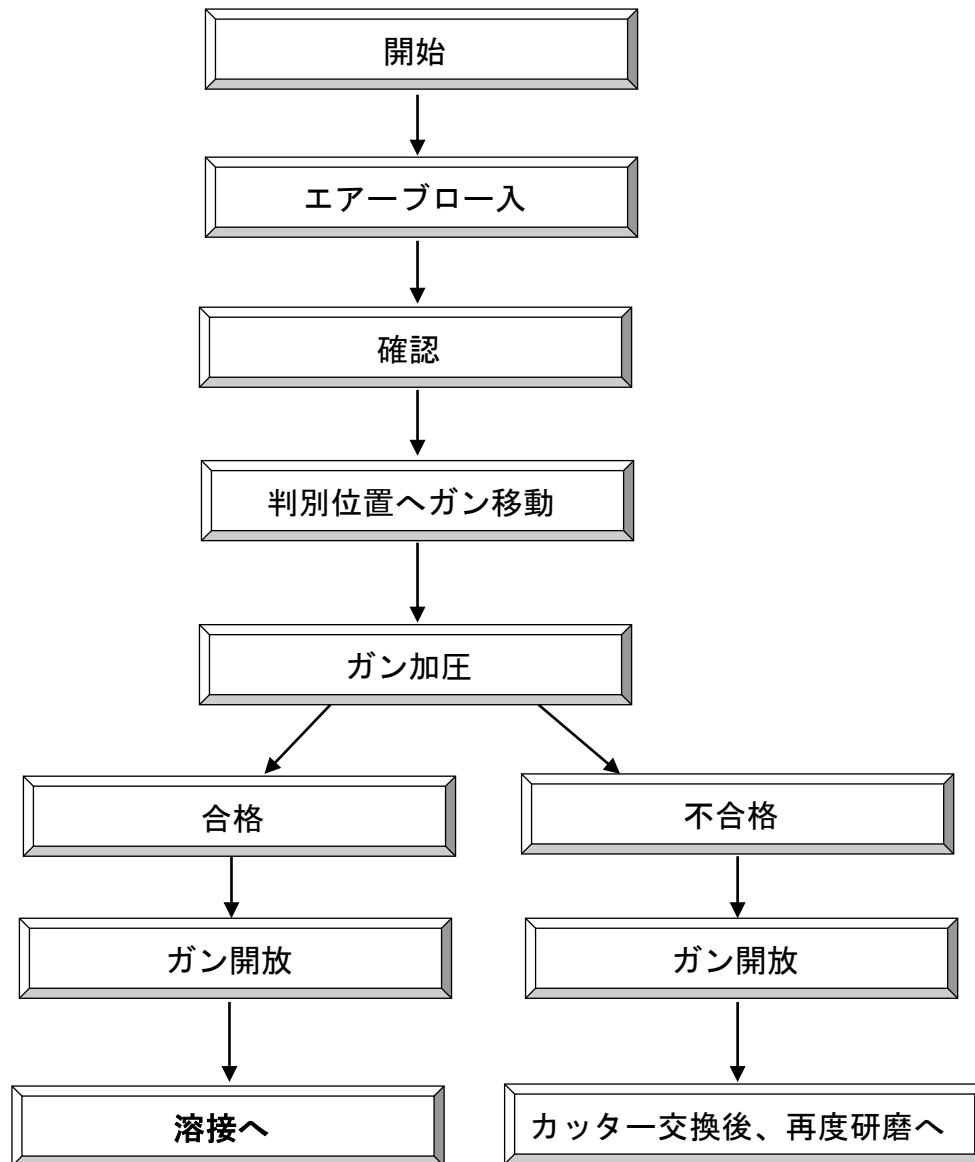 開始
エアーブロー入
確認
判別位置へガン移動
ガン加圧
合格
不合格
ガン開放
ガン開放
溶接へ
カッター交換後、再度研磨へ